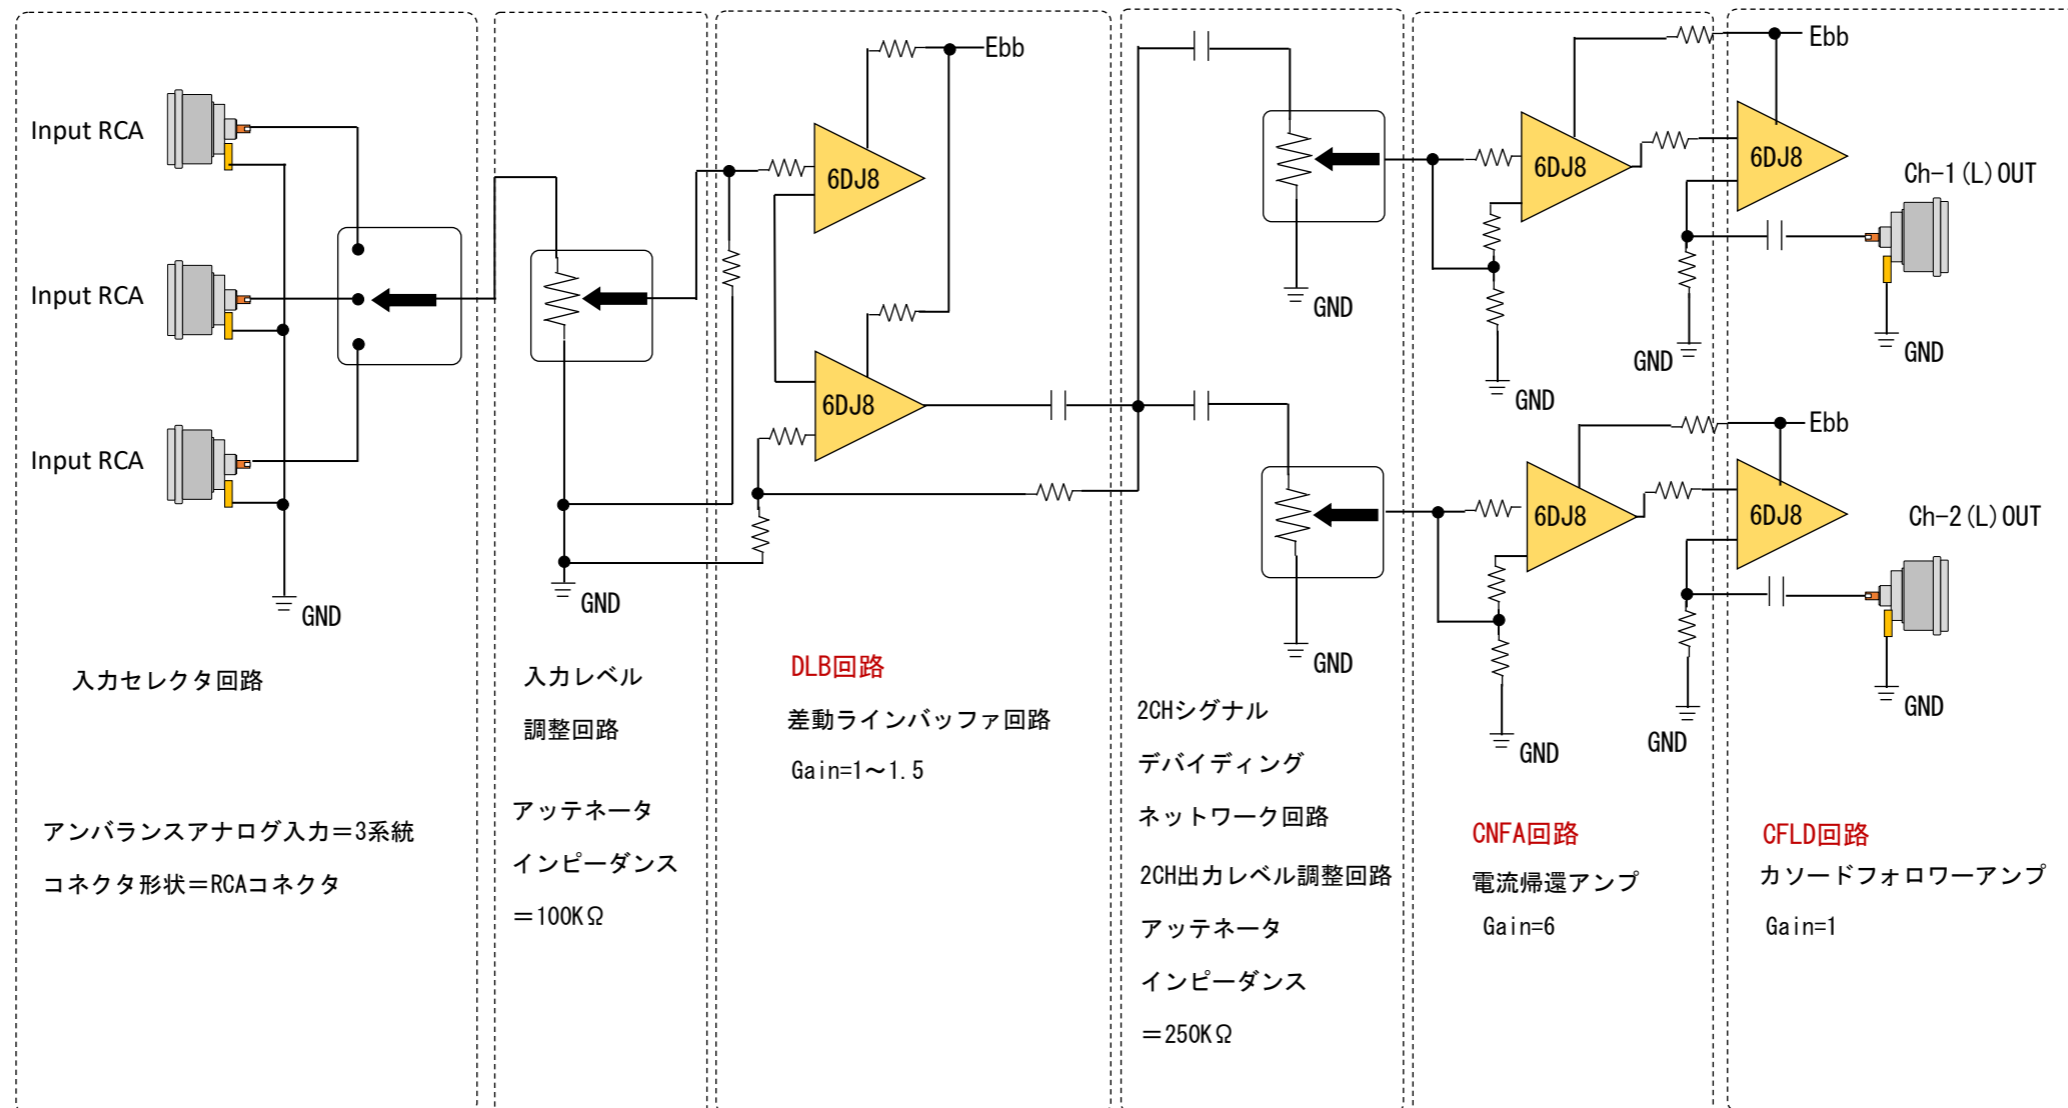 Input RCA
Input RCA
Input RCA
GND
入力セレクタ回路
アンバランスアナログ入力＝3系統
コネクタ形状＝RCAコネクタ
GND
入力レベル
調整回路
アッテネータ
インピーダンス
＝100KΩ
Ebb
6DJ8
6DJ8
DLB回路
差動ラインバッファ回路
Gain=1～1.5
GND
GND
2CHシグナル
デバイディング
ネットワーク回路
2CH出力レベル調整回路
アッテネータ
インピーダンス
＝250KΩ
6DJ8
GND
6DJ8
GND
CNFA回路
電流帰還アンプ
Gain=6
Ebb
6DJ8
Ch-1(L)OUT
GND
GND
Ebb
6DJ8
Ch-2(L)OUT
GND
GND
CFLD回路
カソードフォロワーアンプ
Gain=1